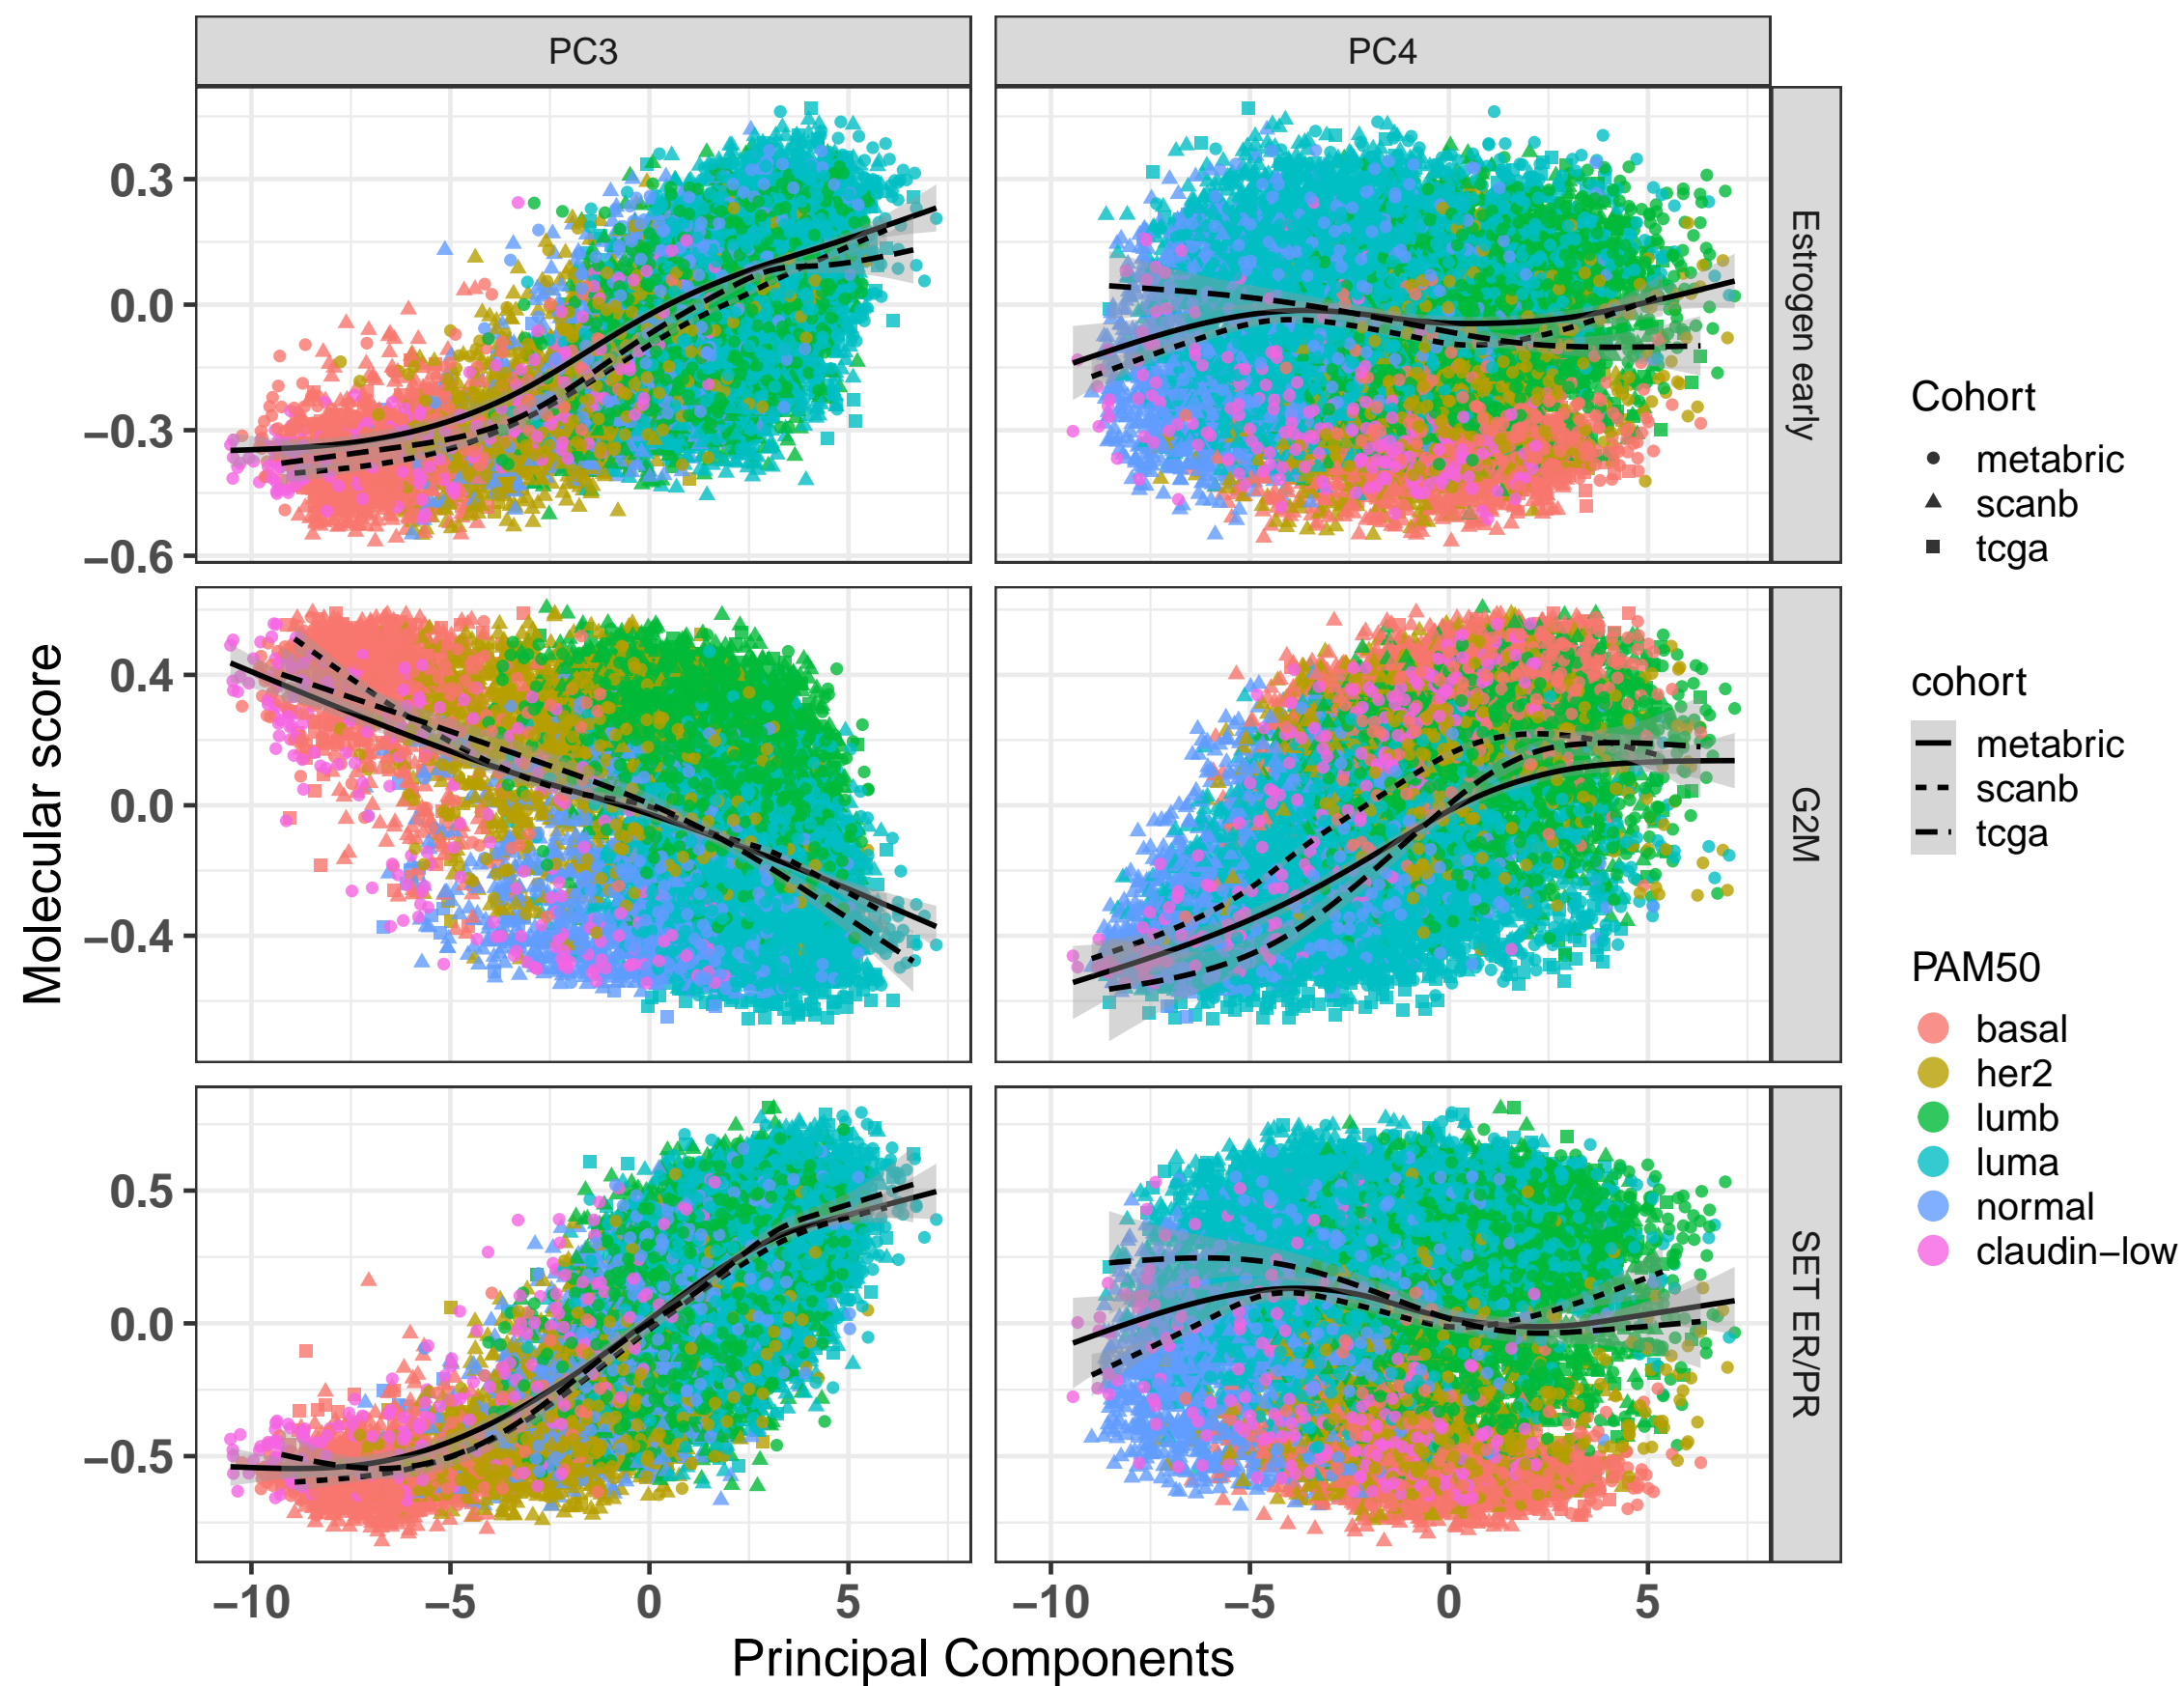 PC3
PC4
Molecular score
0.3
0.0
−0.3
−0.6
Estrogen early
0.4
0.0
−0.4
G2M
0.5
0.0
−0.5
SET ER/PR
−10
−5
0
5
−10
−5
0
5
Principal Components
Cohort
metabric
scanb
tcga
cohort
metabric
scanb
tcga
PAM50
basal
her2
lumb
luma
normal
claudin−low